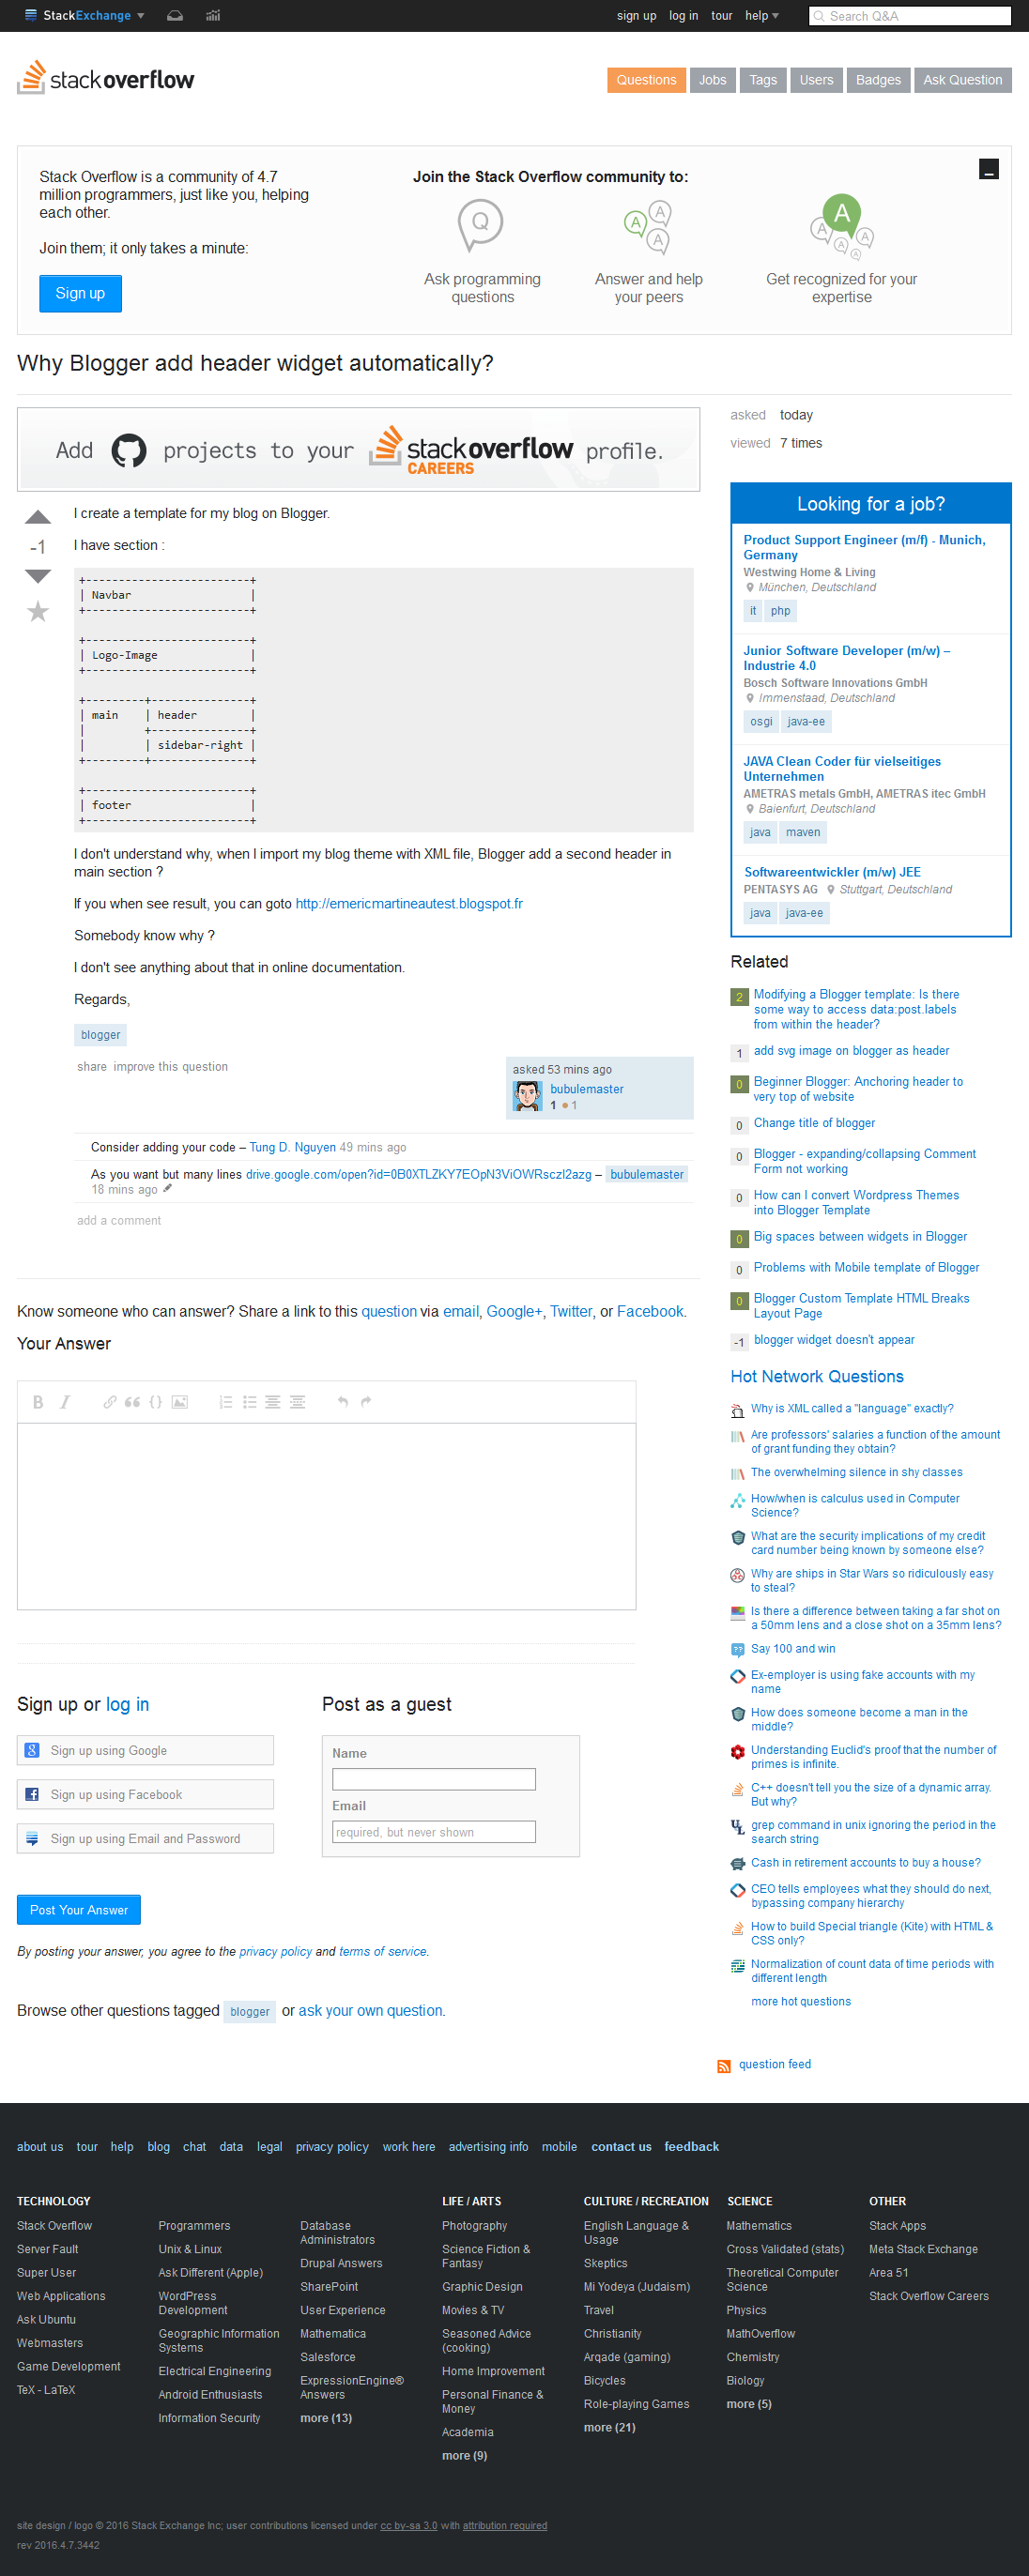 StackExchange
sign up log in tour help
Search Q&A
stackoverflow
Questions Jobs Tags Users Badges Ask Question
Stack Overflow is a community of 4.7
million programmers, just like you, helping
each other.
Join them; it only takes a minute:
Sign up
Join the Stack Overflow community to:
Q
A A A
A A A A A
Ask programming
questions
Answer and help
your peers
Get recognized for your
expertise
Why Blogger add header widget automatically?
Add projects to your stackoverflow CAREERS profile.
-1
I create a template for my blog on Blogger.
I have section :
+-------------------------+
| Navbar                  |
+-------------------------+
+-------------------------+
| Logo-Image              |
+-------------------------+
+---------+---------------+
| main    | header        |
|         +---------------+
|         | sidebar-right |
+---------+---------------+
+-------------------------+
| footer                  |
+-------------------------+
I don't understand why, when I import my blog theme with XML file, Blogger add a second header in
main section ?
If you when see result, you can goto http://emericmartineautest.blogspot.fr
Somebody know why ?
I don't see anything about that in online documentation.
Regards,
blogger
share improve this question
asked 53 mins ago
bubulemaster
1 ●1
Consider adding your code – Tung D. Nguyen 49 mins ago
As you want but many lines drive.google.com/open?id=0B0XTLZKY7EOpN3ViOWRsczl2azg – bubulemaster
18 mins ago
add a comment
Know someone who can answer? Share a link to this question via email, Google+, Twitter, or Facebook.
Your Answer
B I
Sign up or log in
Sign up using Google
Sign up using Facebook
Sign up using Email and Password
Post as a guest
Name
Email
required, but never shown
Post Your Answer
By posting your answer, you agree to the privacy policy and terms of service.
Browse other questions tagged blogger or ask your own question.
asked today
viewed 7 times
Looking for a job?
Product Support Engineer (m/f) - Munich,
Germany
Westwing Home & Living
München, Deutschland
it php
Junior Software Developer (m/w) –
Industrie 4.0
Bosch Software Innovations GmbH
Immenstaad, Deutschland
osgi java-ee
JAVA Clean Coder für vielseitiges
Unternehmen
AMETRAS metals GmbH, AMETRAS itec GmbH
Baienfurt, Deutschland
java maven
Softwareentwickler (m/w) JEE
PENTASYS AG Stuttgart, Deutschland
java java-ee
Related
2 Modifying a Blogger template: Is there
some way to access data:post.labels
from within the header?
1 add svg image on blogger as header
0 Beginner Blogger: Anchoring header to
very top of website
0 Change title of blogger
0 Blogger - expanding/collapsing Comment
Form not working
0 How can I convert Wordpress Themes
into Blogger Template
0 Big spaces between widgets in Blogger
0 Problems with Mobile template of Blogger
0 Blogger Custom Template HTML Breaks
Layout Page
-1 blogger widget doesn't appear
Hot Network Questions
Why is XML called a "language" exactly?
Are professors' salaries a function of the amount
of grant funding they obtain?
The overwhelming silence in shy classes
How/when is calculus used in Computer
Science?
What are the security implications of my credit
card number being known by someone else?
Why are ships in Star Wars so ridiculously easy
to steal?
Is there a difference between taking a far shot on
a 50mm lens and a close shot on a 35mm lens?
Say 100 and win
Ex-employer is using fake accounts with my
name
How does someone become a man in the
middle?
Understanding Euclid's proof that the number of
primes is infinite.
C++ doesn't tell you the size of a dynamic array.
But why?
grep command in unix ignoring the period in the
search string
Cash in retirement accounts to buy a house?
CEO tells employees what they should do next,
bypassing company hierarchy
How to build Special triangle (Kite) with HTML &
CSS only?
Normalization of count data of time periods with
different length
more hot questions
question feed
about us tour help blog chat data legal privacy policy work here advertising info mobile contact us feedback
TECHNOLOGY
Stack Overflow
Server Fault
Super User
Web Applications
Ask Ubuntu
Webmasters
Game Development
TeX - LaTeX
Programmers
Unix & Linux
Ask Different (Apple)
WordPress
Development
Geographic Information
Systems
Electrical Engineering
Android Enthusiasts
Information Security
Database
Administrators
Drupal Answers
SharePoint
User Experience
Mathematica
Salesforce
ExpressionEngine®
Answers
more (13)
LIFE / ARTS
Photography
Science Fiction &
Fantasy
Graphic Design
Movies & TV
Seasoned Advice
(cooking)
Home Improvement
Personal Finance &
Money
Academia
more (9)
CULTURE / RECREATION
English Language &
Usage
Skeptics
Mi Yodeya (Judaism)
Travel
Christianity
Arqade (gaming)
Bicycles
Role-playing Games
more (21)
SCIENCE
Mathematics
Cross Validated (stats)
Theoretical Computer
Science
Physics
MathOverflow
Chemistry
Biology
more (5)
OTHER
Stack Apps
Meta Stack Exchange
Area 51
Stack Overflow Careers
site design / logo © 2016 Stack Exchange Inc; user contributions licensed under cc by-sa 3.0 with attribution required
rev 2016.4.7.3442